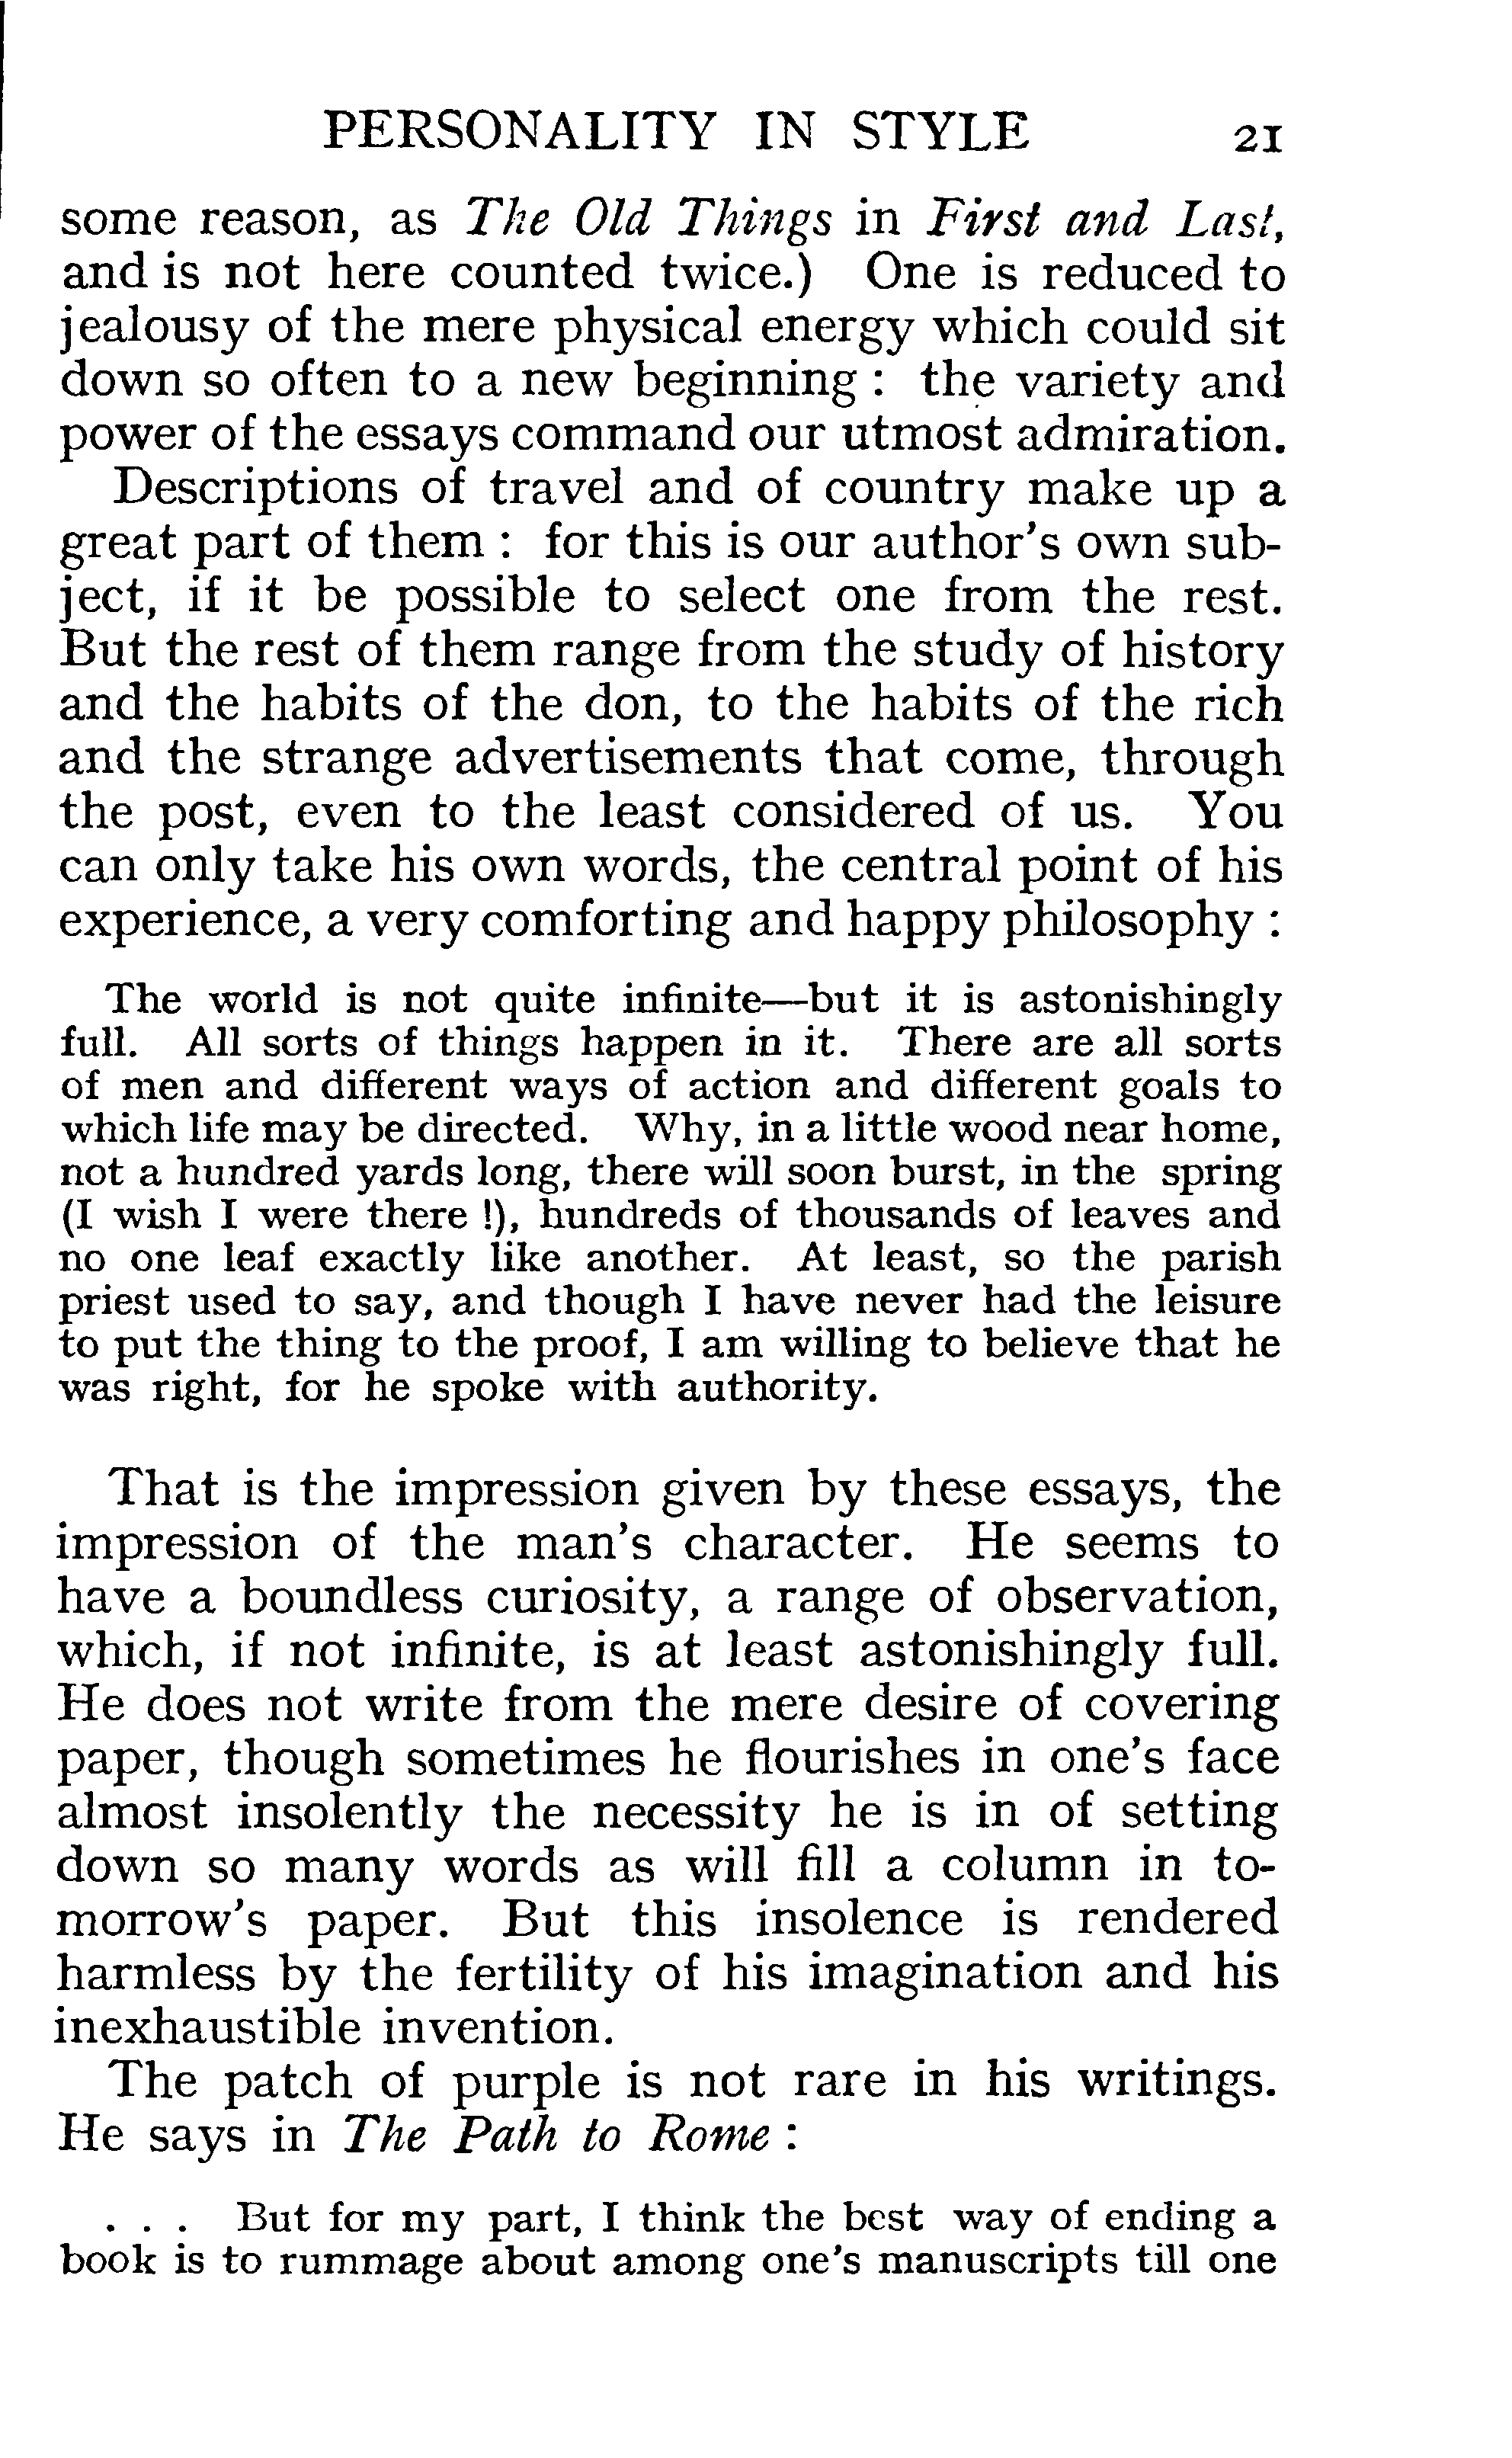 PERSONALITY IN STYLE 21
some reason, as The Old Things in First and Last,
and is not here counted twice.) One is reduced to
jealousy of the mere physical energy which could sit
down so often to a new beginning : the variety and
power of the essays command our utmost admiration.
Descriptions of travel and of country make up a
great part of them : for this is our author's own sub-
ject, if it be possible to select one from the rest.
But the rest of them range from the study of history
and the habits of the don, to the habits of the rich
and the strange advertisements that come, through
the post, even to the least considered of us. You
can only take his own words, the central point of his
experience, a very comforting and happy philosophy :
The world is not quite infinite—but it is astonishingly
full. All sorts of things happen in it. There are all sorts
of men and different ways of action and different goals to
which life may be directed. Why, in a little wood near home,
not a hundred yards long, there will soon burst, in the spring
(I wish I were there !), hundreds of thousands of leaves and
no one leaf exactly like another. At least, so the parish
priest used to say, and though I have never had the leisure
to put the thing to the proof, I am willing to believe that he
was right, for he spoke with authority.
That is the impression given by these essays, the
impression of the man's character. He seems to
have a boundless curiosity, a range of observation,
which, if not infinite, is at least astonishingly full.
He does not write from the mere desire of covering
paper, though sometimes he flourishes in one's face
almost insolently the necessity he is in of setting
down so many words as will fill a column in to-
morrow's paper. But this insolence is rendered
harmless by the fertility of his imagination and his
inexhaustible invention.
The patch of purple is not rare in his writings.
He says in The Path to Rome :
. . . But for my part, I think the best way of ending a
book is to rummage about among one's manuscripts till one